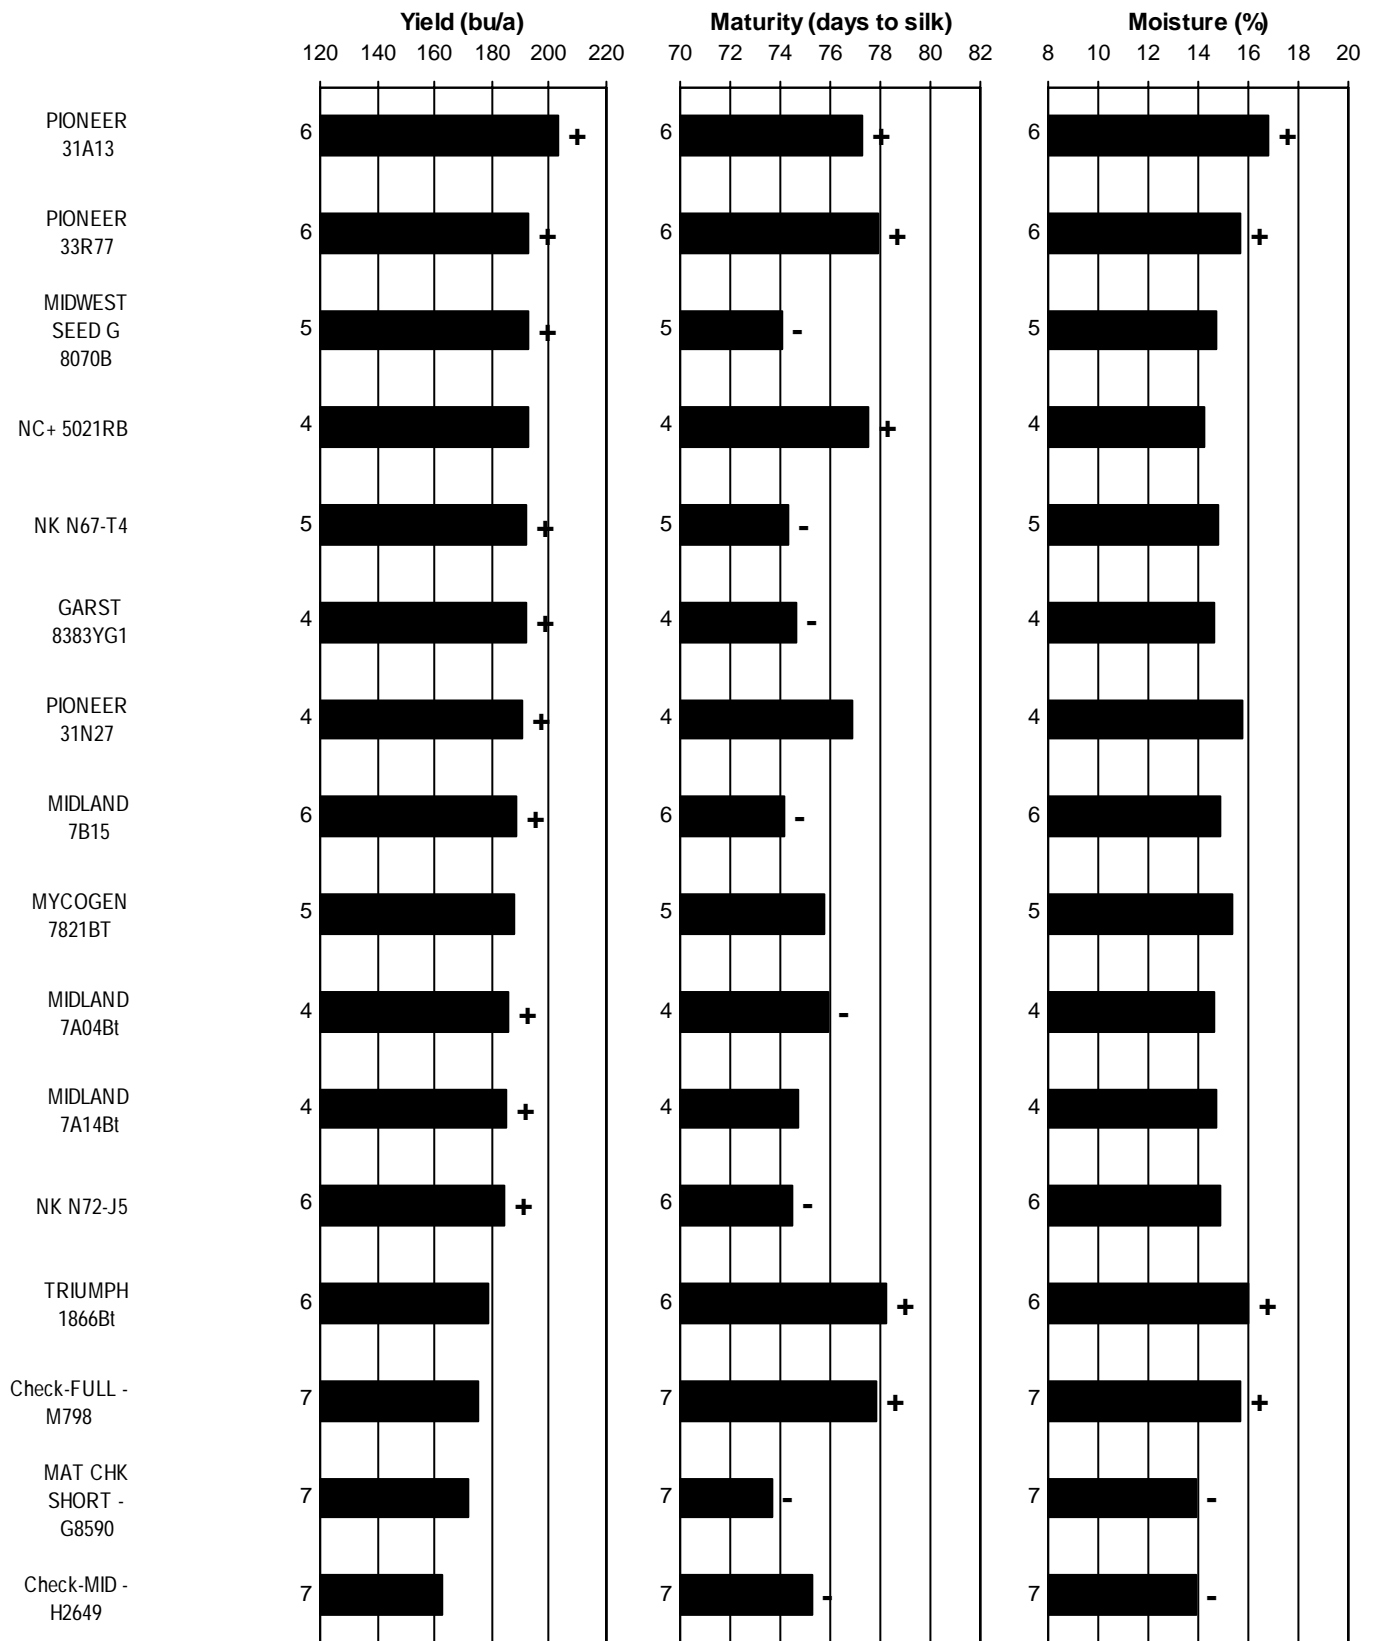 Yield (bu/a) Maturity (days to silk) Moisture (%)
120 140 160 180 200 220 70 72 74 76 78 80 82 8 10 12 14 16 18 20
PIONEER
31A13
6 + 6 + 6 +
PIONEER
33R77
6 + 6 + 6 +
MIDWEST
SEED G
8070B
5 + 5 - 5
NC+ 5021RB
4 4 + 4
NK N67-T4
5 + 5 - 5
GARST
8383YG1
4 + 4 - 4
PIONEER
31N27
4 + 4 4
MIDLAND
7B15
6 + 6 - 6
MYCOGEN
7821BT
5 5 5
MIDLAND
7A04Bt
4 + 4 - 4
MIDLAND
7A14Bt
4 + 4 4
NK N72-J5
6 + 6 - 6
TRIUMPH
1866Bt
6 6 + 6 +
Check-FULL -
M798
7 7 + 7 +
MAT CHK
SHORT -
G8590
7 7 - 7 -
Check-MID -
H2649
7 7 - 7 -